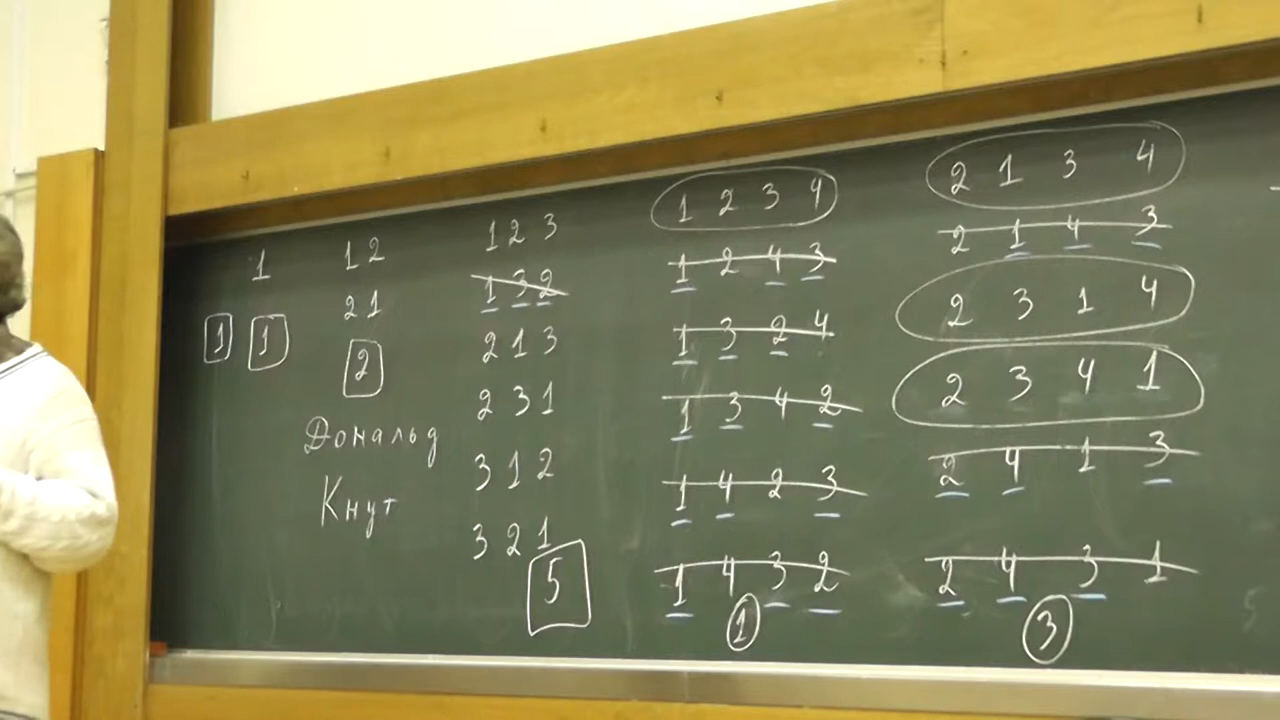 1
1 1
1 2
2 1
2
Дональд
Кнут
1 2 3
1 3 2
2 1 3
2 3 1
3 1 2
3 2 1
5
1 2 3 4
1 2 4 3
1 3 2 4
1 3 4 2
1 4 2 3
1 4 3 2
1
2 1 3 4
2 1 4 3
2 3 1 4
2 3 4 1
2 4 1 3
2 4 3 1
3